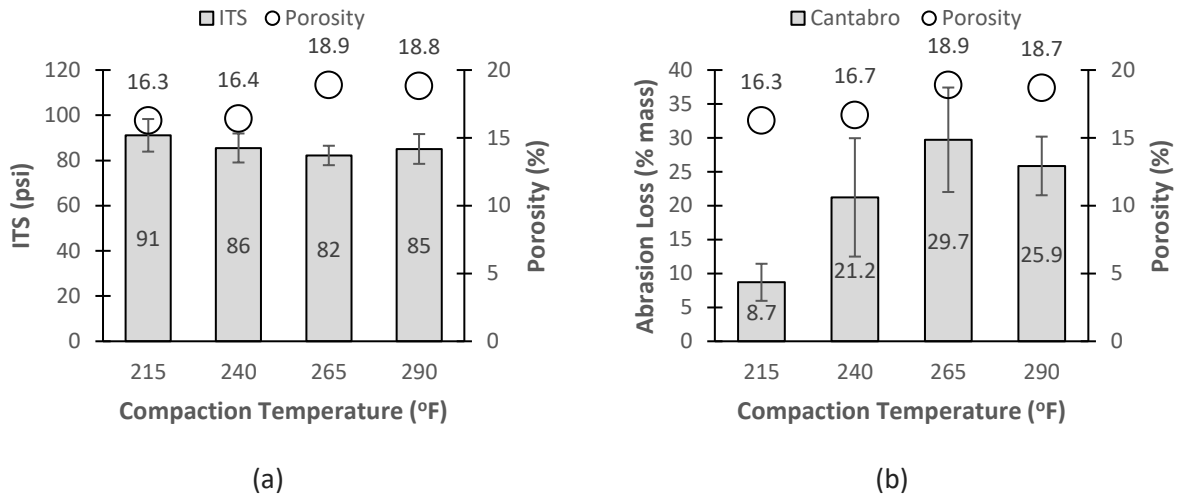 ITS Porosity
18.9 18.8
16.3 16.4
120 20
100
15
80
60 10
91 86 82 85
40
5
20
0 0
215 240 265 290
ITS (psi)
Porosity (%)
Compaction Temperature (ºF)
(a)
Cantabro Porosity
18.9 18.7
16.3 16.7
40 20
35
30 15
25
20 10
15
29.7 25.9
21.2
10 5
5
8.7
0 0
215 240 265 290
Abrasion Loss (% mass)
Porosity (%)
Compaction Temperature (ºF)
(b)